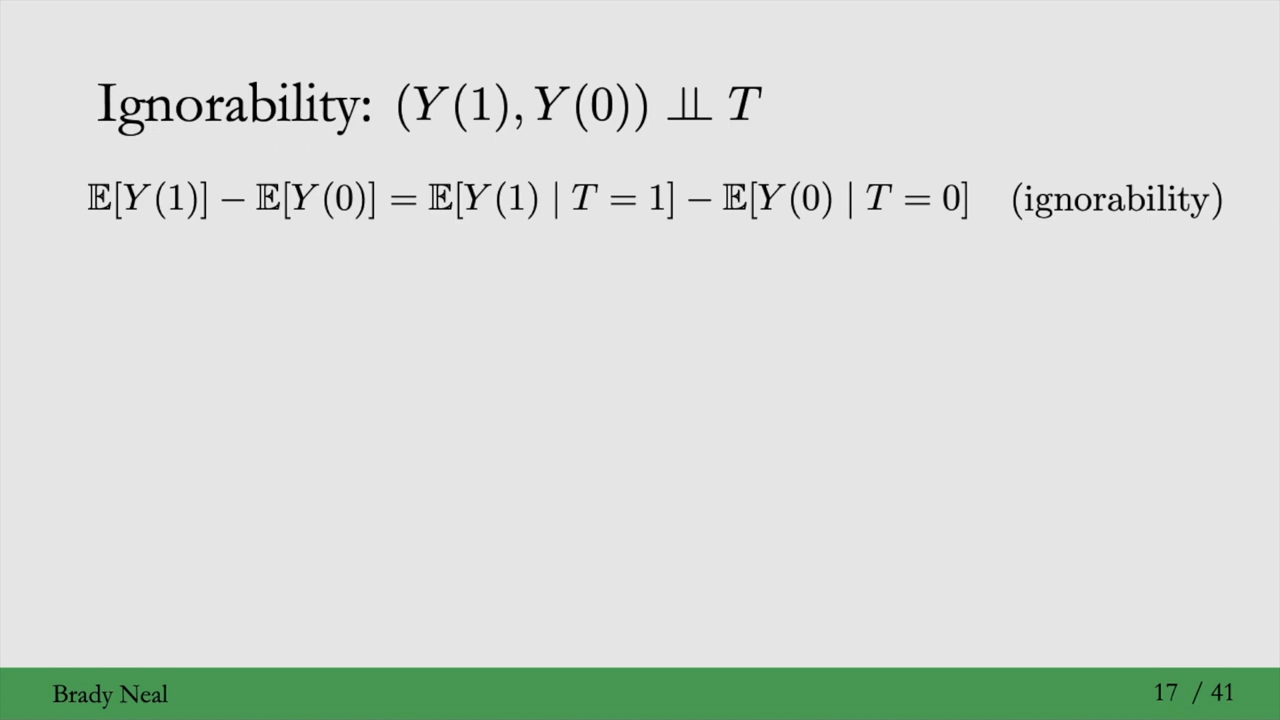 Ignorability: (Y(1), Y(0)) ⫫ T
𝔼[Y(1)] − 𝔼[Y(0)] = 𝔼[Y(1) | T = 1] − 𝔼[Y(0) | T = 0] (ignorability)
Brady Neal 17 / 41